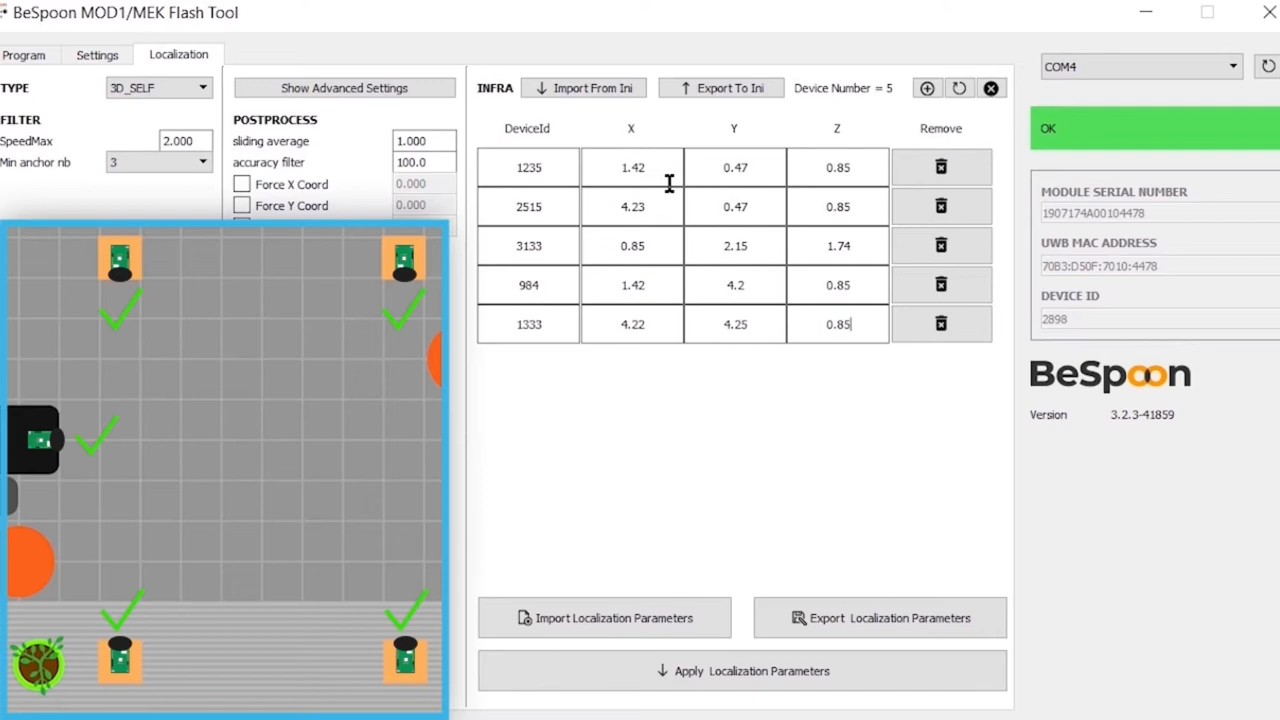 BeSpoon MOD1/MEK Flash Tool
Program Settings Localization
TYPE 3D_SELF
FILTER
SpeedMax 2.000
Min anchor nb 3
Show Advanced Settings
POSTPROCESS
sliding average 1.000
accuracy filter 100.0
Force X Coord 0.000
Force Y Coord 0.000
INFRA Import From Ini Export To Ini Device Number = 5
DeviceId X Y Z Remove
1235 1.42 0.47 0.85
2515 4.23 0.47 0.85
3133 0.85 2.15 1.74
984 1.42 4.2 0.85
1333 4.22 4.25 0.85
Import Localization Parameters Export Localization Parameters
Apply Localization Parameters
COM4
OK
MODULE SERIAL NUMBER
1907174A00104478
UWB MAC ADDRESS
70B3:D50F:7010:4478
DEVICE ID
2898
BeSpoon
Version 3.2.3-41859